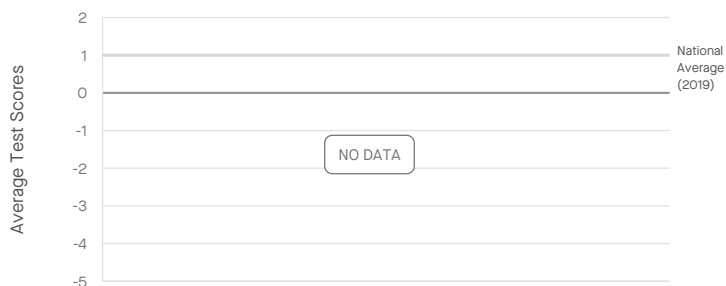 2
1
National
Average
(2019)
0
-1
NO DATA
-2
-3
-4
-5
Average Test Scores